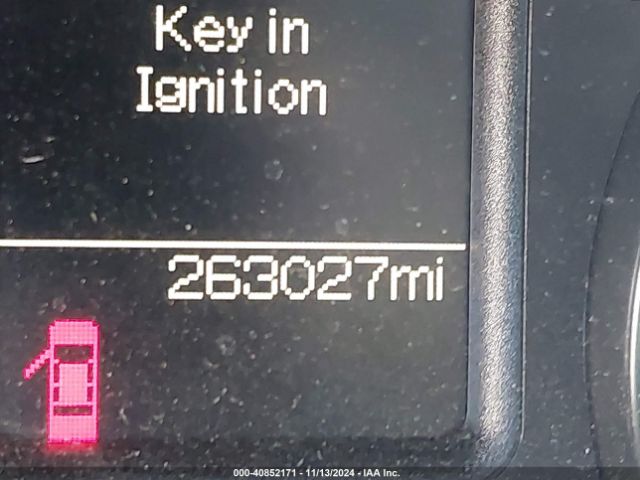 Key in
Ignition
263027mi
000-40852171 - 11/13/2024 - IAA Inc.